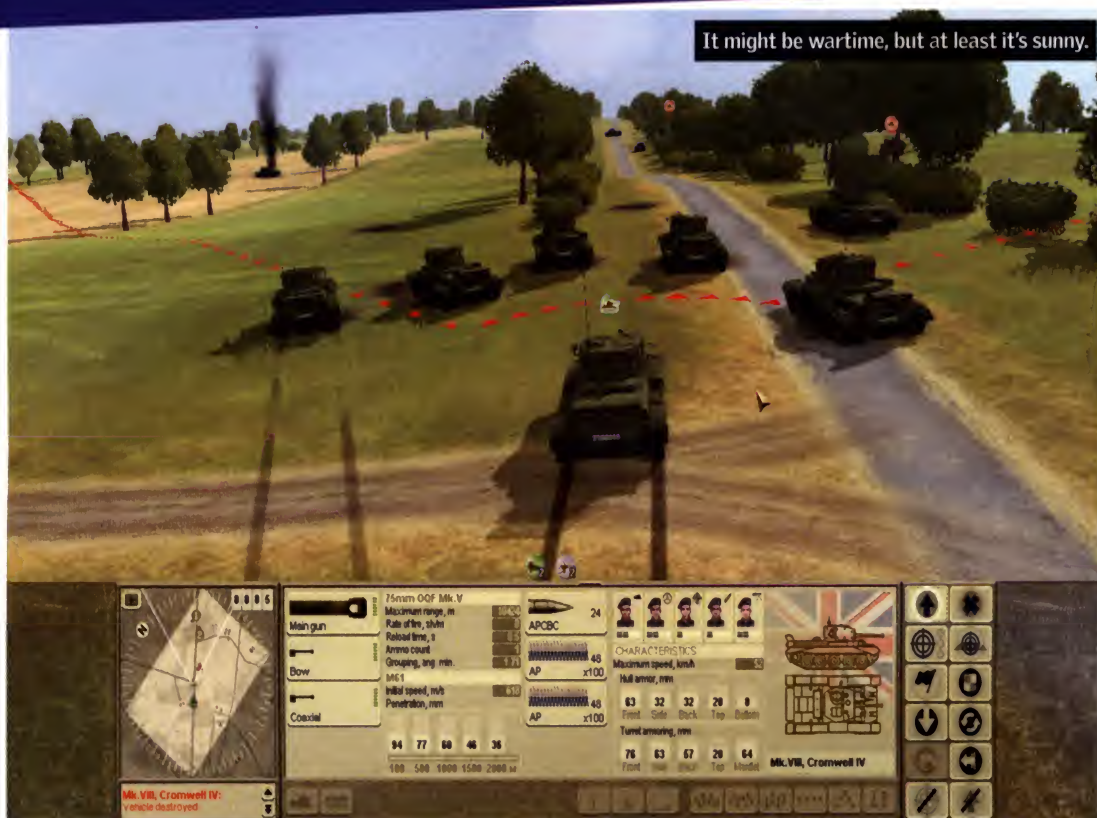 It might be wartime, but at least it's sunny.
75mm OQF Mk.V
Main gun
Maximum range, m
Rate of fire, sh/m
Reload time, s
Ammo count
Grouping, ang. min.
Bow
M61
Initial speed, m/s
Penetration, mm
Coaxial
94 77 60 46 36
100 500 1000 1500 2000 m
24
APCBC
48
AP x100
48
AP x100
CHARACTERISTICS
Maximum speed, km/h
Hull armor, mm
63 32 32 20 8
Front Side Back Top Bottom
Turret armoring, mm
76 63 57 20 64
Front Side Back Top
Mk.VIII, Cromwell IV
Mk.VIII, Cromwell IV:
vehicle destroyed